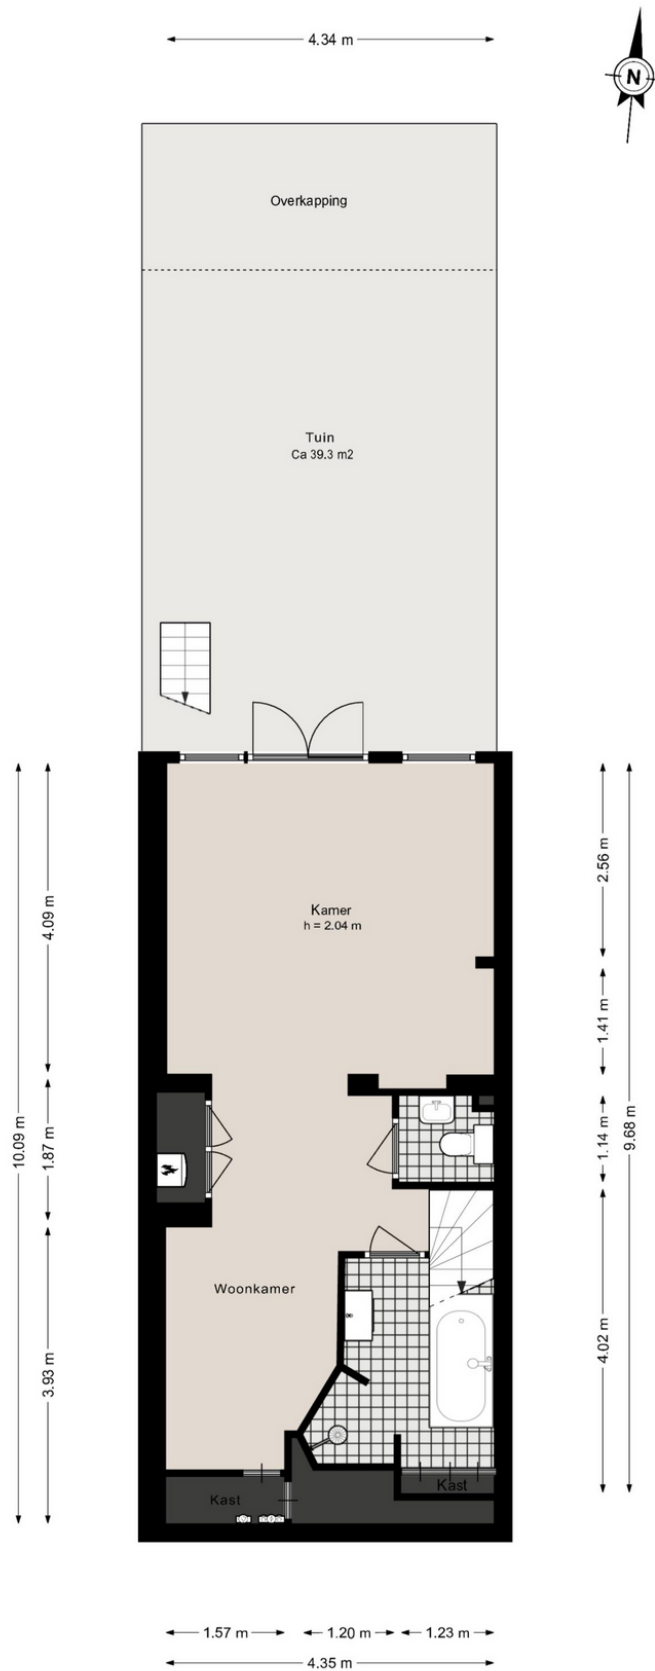 4.34 m
N
Overkapping
Tuin
Ca 39.3 m2
Kamer
h = 2.04 m
Woonkamer
Kast
Kast
10.09 m
4.09 m
1.87 m
3.93 m
2.56 m
1.41 m
1.14 m
4.02 m
9.68 m
1.57 m
1.20 m
1.23 m
4.35 m